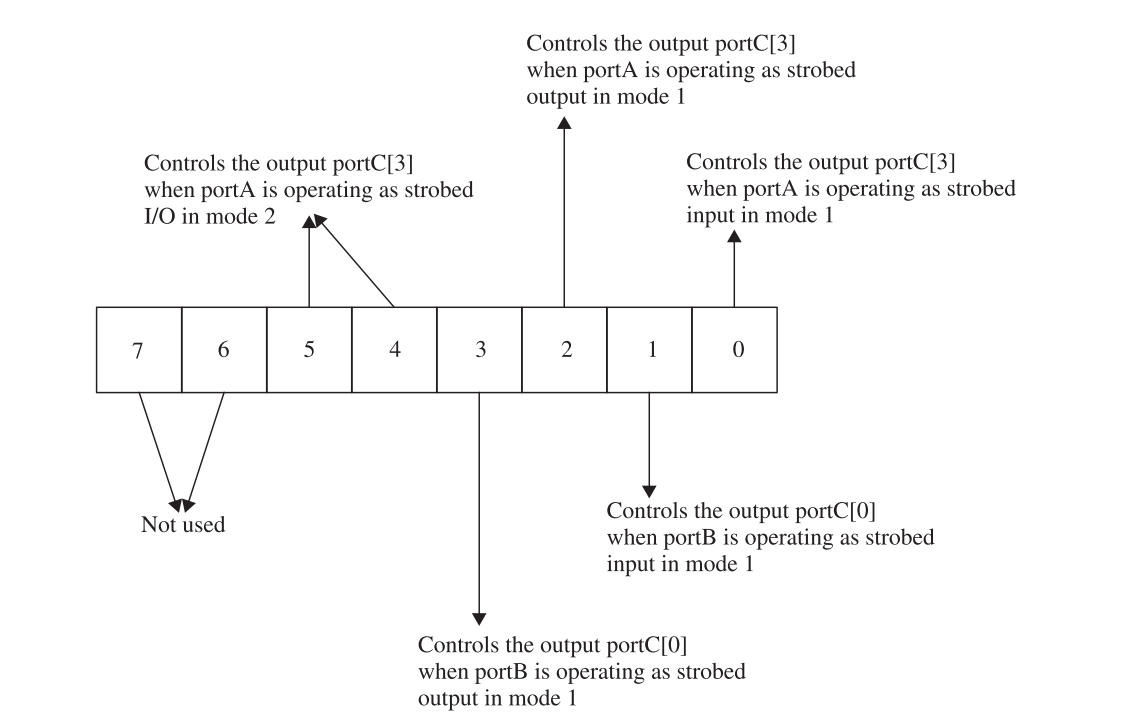 Controls the output portC[3]
when portA is operating as strobed
output in mode 1
Controls the output portC[3]
when portA is operating as strobed
I/O in mode 2
Controls the output portC[3]
when portA is operating as strobed
input in mode 1
7 6 5 4 3 2 1 0
Not used
Controls the output portC[0]
when portB is operating as strobed
input in mode 1
Controls the output portC[0]
when portB is operating as strobed
output in mode 1